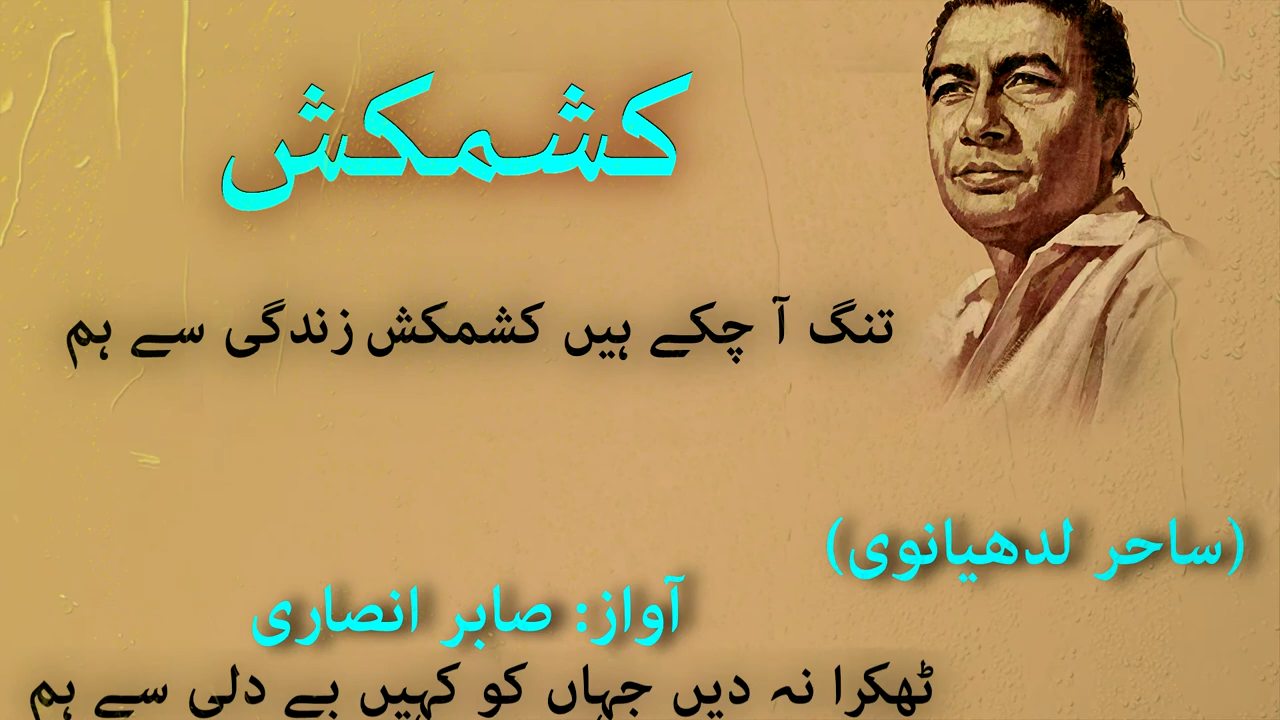 کشمکش
تنگ آ چکے ہیں کشمکش زندگی سے ہم
(ساحر لدھیانوی)
آواز: صابر انصاری
ٹھکرا نہ دیں جہاں کو کہیں بے دلی سے ہم